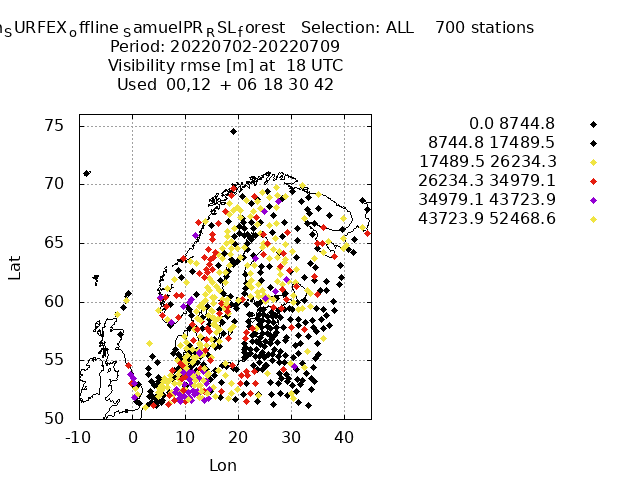 SURFEXoffline SamuelPRRSLforest Selection: ALL 700 stations
Period: 20220702-20220709
Visibility rmse [m] at 18 UTC
Used 00,12 + 06 18 30 42
0.0 8744.8
8744.8 17489.5
17489.5 26234.3
26234.3 34979.1
34979.1 43723.9
43723.9 52468.6
75
70
65
60
55
50
-10 0 10 20 30 40
Lat
Lon